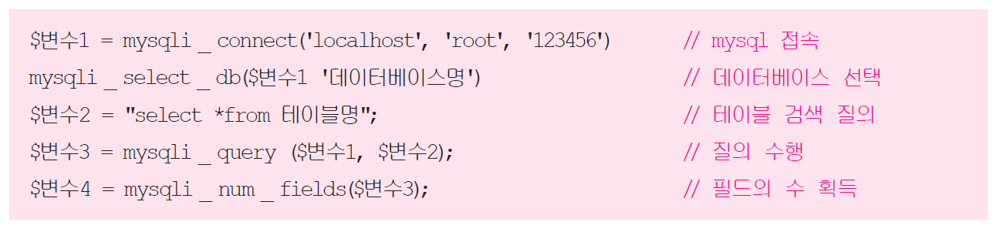 $변수1 = mysqli _ connect('localhost', 'root', '123456') // mysql 접속
mysqli _ select _ db($변수1 '데이터베이스명') // 데이터베이스 선택
$변수2 = "select *from 테이블명"; // 테이블 검색 질의
$변수3 = mysqli _ query ($변수1, $변수2); // 질의 수행
$변수4 = mysqli _ num _ fields($변수3); // 필드의 수 획득